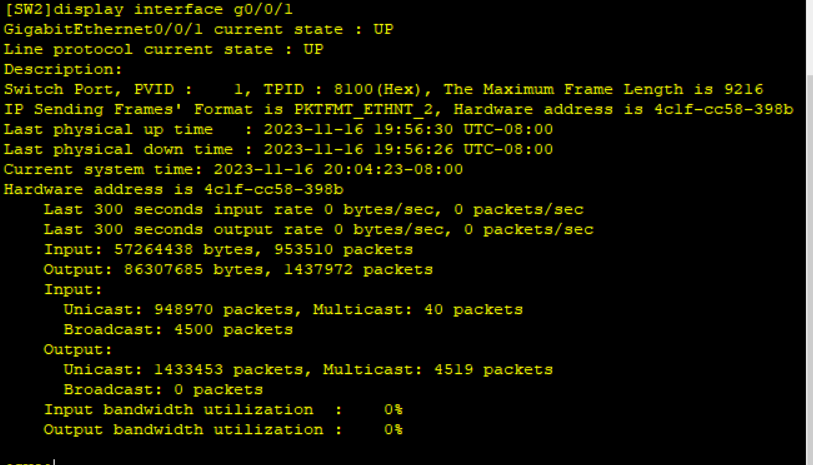 [SW2]display interface g0/0/1
GigabitEthernet0/0/1 current state : UP
Line protocol current state : UP
Description:
Switch Port, PVID :    1, TPID : 8100(Hex), The Maximum Frame Length is 9216
IP Sending Frames' Format is PKTFMT_ETHNT_2, Hardware address is 4c1f-cc58-398b
Last physical up time   : 2023-11-16 19:56:30 UTC-08:00
Last physical down time : 2023-11-16 19:56:26 UTC-08:00
Current system time: 2023-11-16 20:04:23-08:00
Hardware address is 4c1f-cc58-398b
    Last 300 seconds input rate 0 bytes/sec, 0 packets/sec
    Last 300 seconds output rate 0 bytes/sec, 0 packets/sec
    Input: 57264438 bytes, 953510 packets
    Output: 86307685 bytes, 1437972 packets
    Input:
      Unicast: 948970 packets, Multicast: 40 packets
      Broadcast: 4500 packets
    Output:
      Unicast: 1433453 packets, Multicast: 4519 packets
      Broadcast: 0 packets
    Input bandwidth utilization  :    0%
    Output bandwidth utilization :    0%